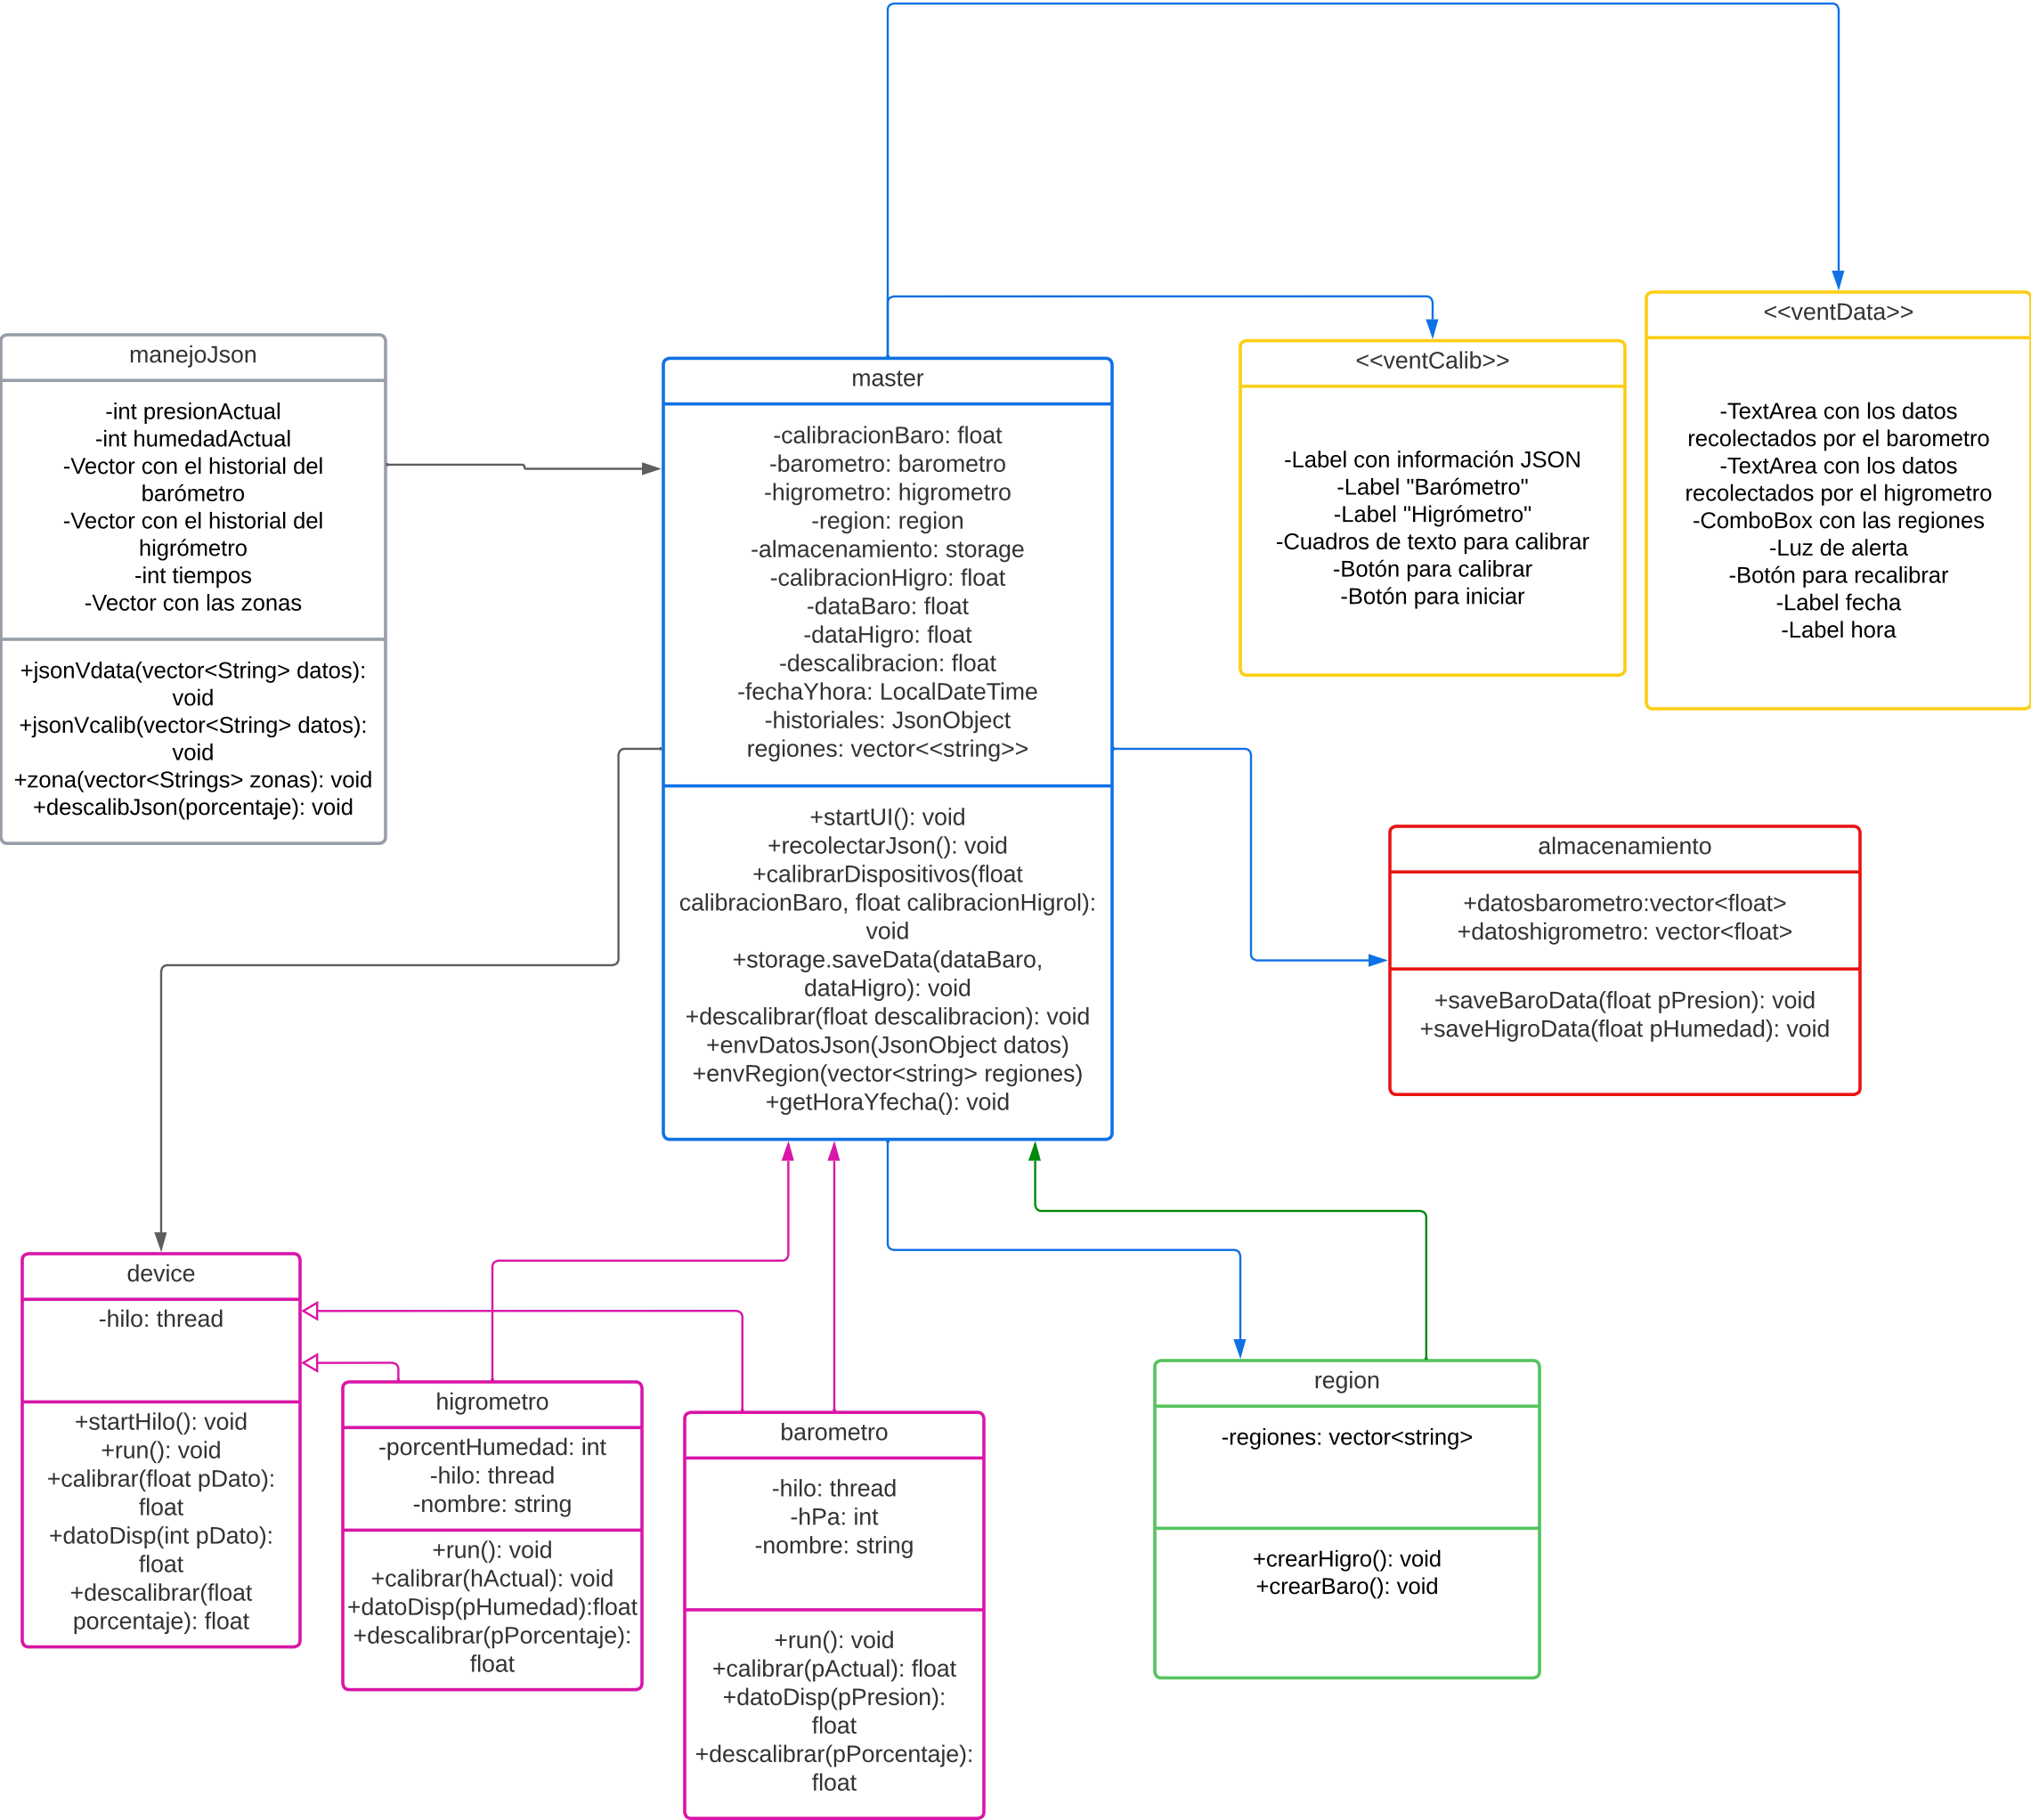 manejoJson
-int presionActual
-int humedadActual
-Vector con el historial del
barómetro
-Vector con el historial del
higrómetro
-int tiempos
-Vector con las zonas
+jsonVdata(vector<String> datos):
void
+jsonVcalib(vector<String> datos):
void
+zona(vector<Strings> zonas): void
+descalibJson(porcentaje): void
master
-calibracionBaro: float
-barometro: barometro
-higrometro: higrometro
-region: region
-almacenamiento: storage
-calibracionHigro: float
-dataBaro: float
-dataHigro: float
-descalibracion: float
-fechaYhora: LocalDateTime
-historiales: JsonObject
regiones: vector<<string>>
+startUI(): void
+recolectarJson(): void
+calibrarDispositivos(float
calibracionBaro, float calibracionHigrol):
void
+storage.saveData(dataBaro,
dataHigro): void
+descalibrar(float descalibracion): void
+envDatosJson(JsonObject datos)
+envRegion(vector<string> regiones)
+getHoraYfecha(): void
<<ventCalib>>
-Label con información JSON
-Label "Barómetro"
-Label "Higrómetro"
-Cuadros de texto para calibrar
-Botón para calibrar
-Botón para iniciar
<<ventData>>
-TextArea con los datos
recolectados por el barometro
-TextArea con los datos
recolectados por el higrometro
-ComboBox con las regiones
-Luz de alerta
-Botón para recalibrar
-Label fecha
-Label hora
almacenamiento
+datosbarometro:vector<float>
+datoshigrometro: vector<float>
+saveBaroData(float pPresion): void
+saveHigroData(float pHumedad): void
device
-hilo: thread
+startHilo(): void
+run(): void
+calibrar(float pDato):
float
+datoDisp(int pDato):
float
+descalibrar(float
porcentaje): float
higrometro
-porcentHumedad: int
-hilo: thread
-nombre: string
+run(): void
+calibrar(hActual): void
+datoDisp(pHumedad):float
+descalibrar(pPorcentaje):
float
barometro
-hilo: thread
-hPa: int
-nombre: string
+run(): void
+calibrar(pActual): float
+datoDisp(pPresion):
float
+descalibrar(pPorcentaje):
float
region
-regiones: vector<string>
+crearHigro(): void
+crearBaro(): void